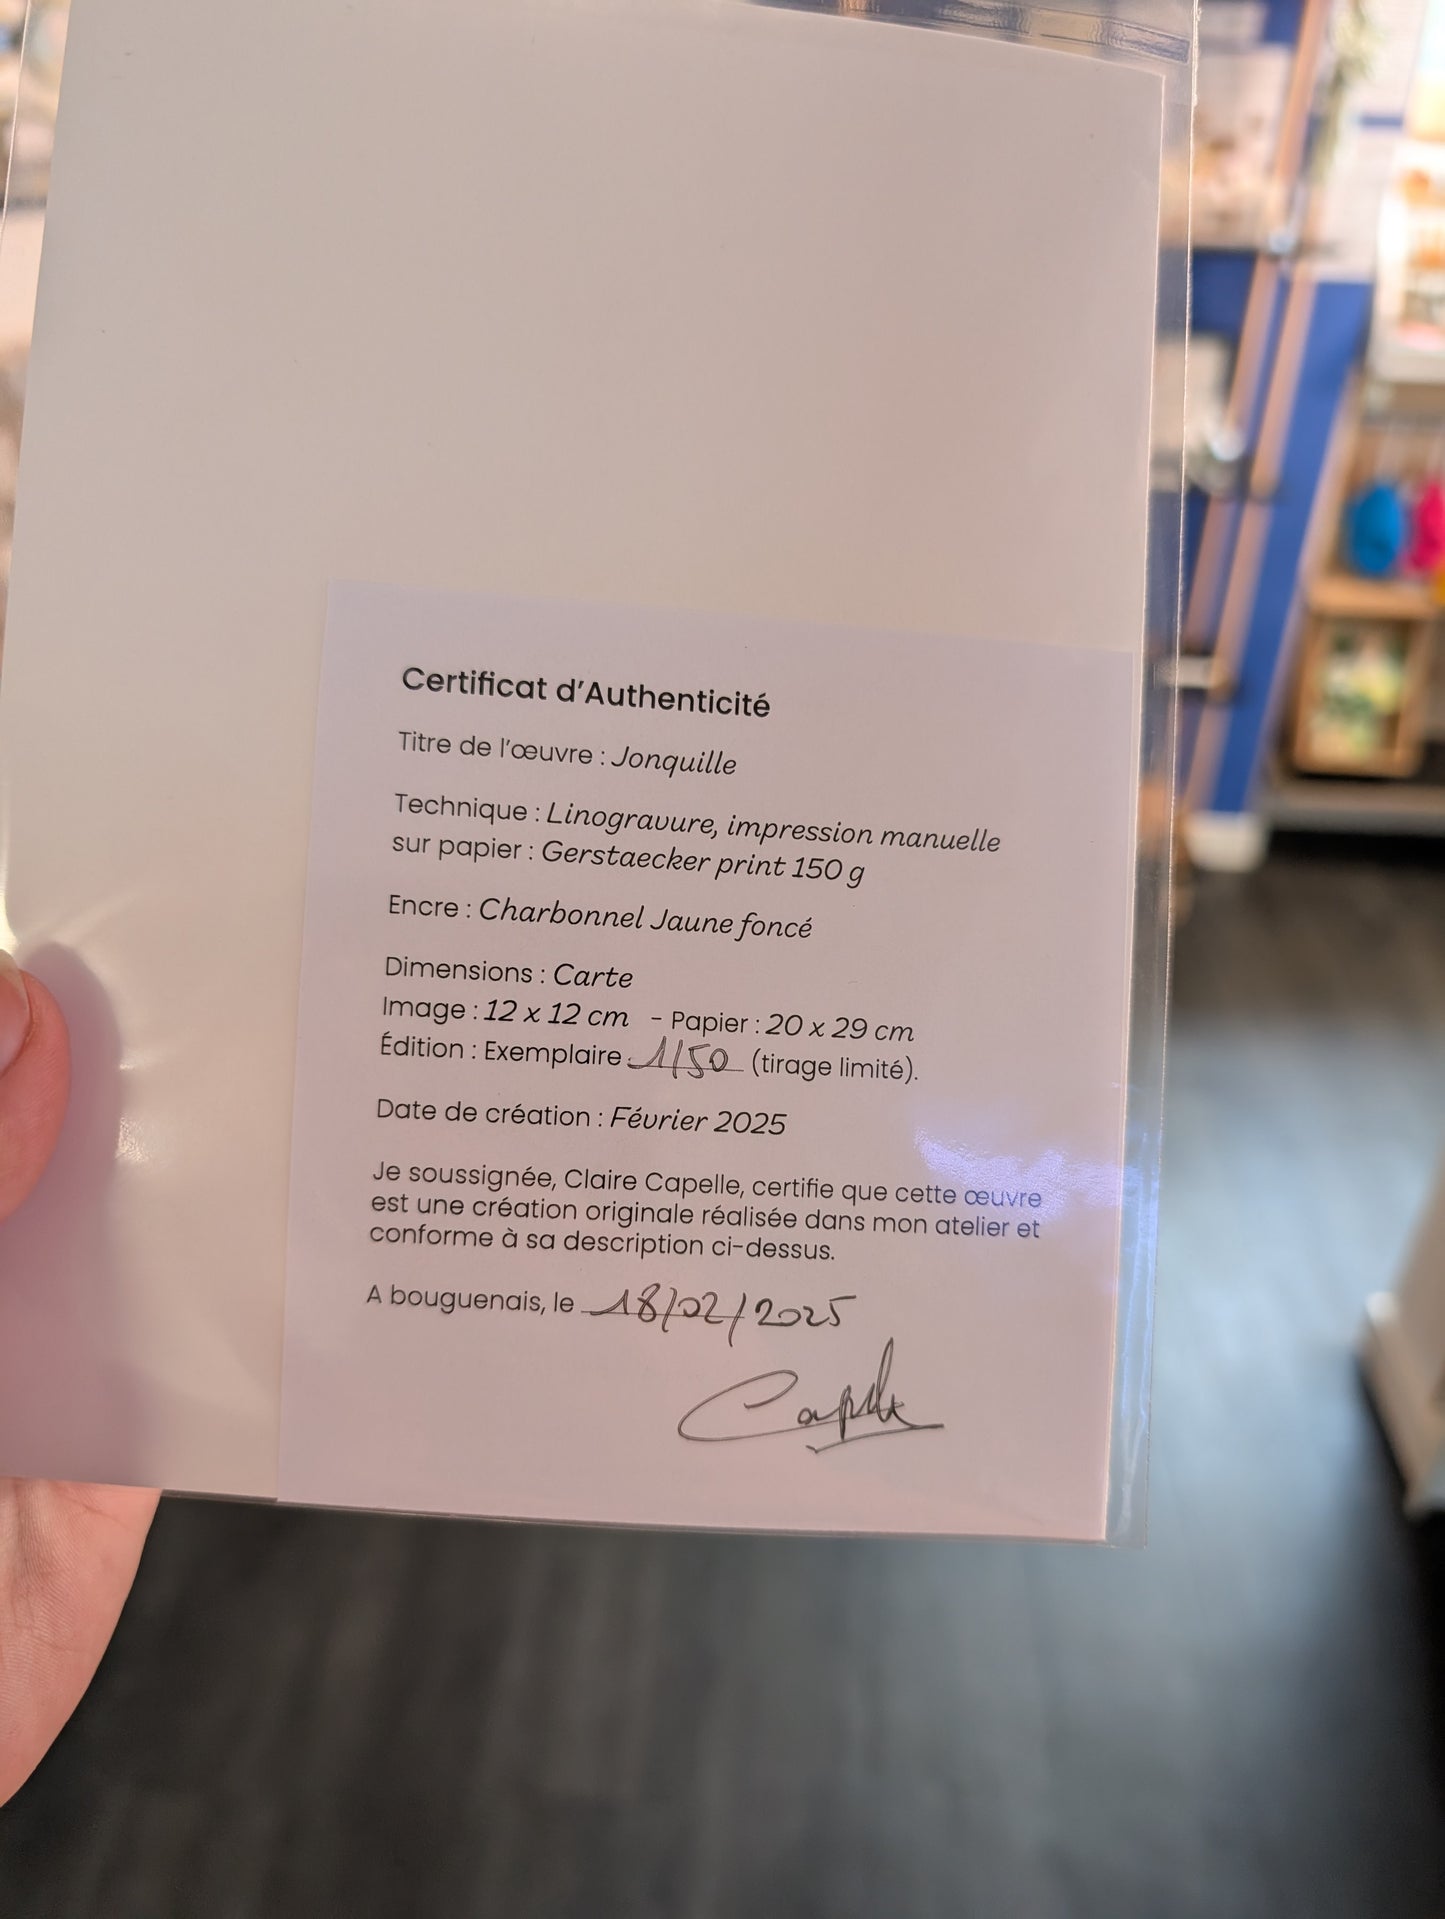 Certificat d'Authenticité
Titre de l'œuvre : Jonquille
Technique : Linogravure, impression manuelle
sur papier : Gerstaecker print 150 g
Encre : Charbonnel Jaune foncé
Dimensions : Carte
Image : 12 x 12 cm - Papier : 20 x 29 cm
Édition : Exemplaire 1/50 (tirage limité).
Date de création : Février 2025
Je soussignée, Claire Capelle, certifie que cette œuvre
est une création originale réalisée dans mon atelier et
conforme à sa description ci-dessus.
A bouguenais, le 18/02/2025
Capelle